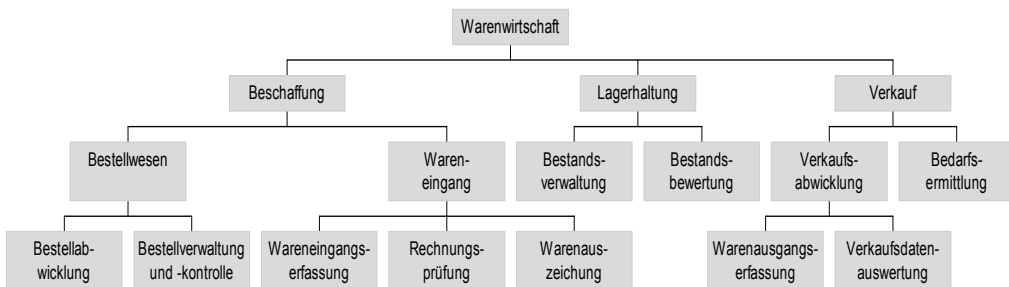 Warenwirtschaft
Beschaffung
Lagerhaltung
Verkauf
Bestellwesen
Waren-
eingang
Bestands-
verwaltung
Bestands-
bewertung
Verkaufs-
abwicklung
Bedarfs-
ermittlung
Bestellab-
wicklung
Bestellverwaltung
und -kontrolle
Wareneingangs-
erfassung
Rechnungs-
prüfung
Warenaus-
zeichung
Warenausgangs-
erfassung
Verkaufsdaten-
auswertung